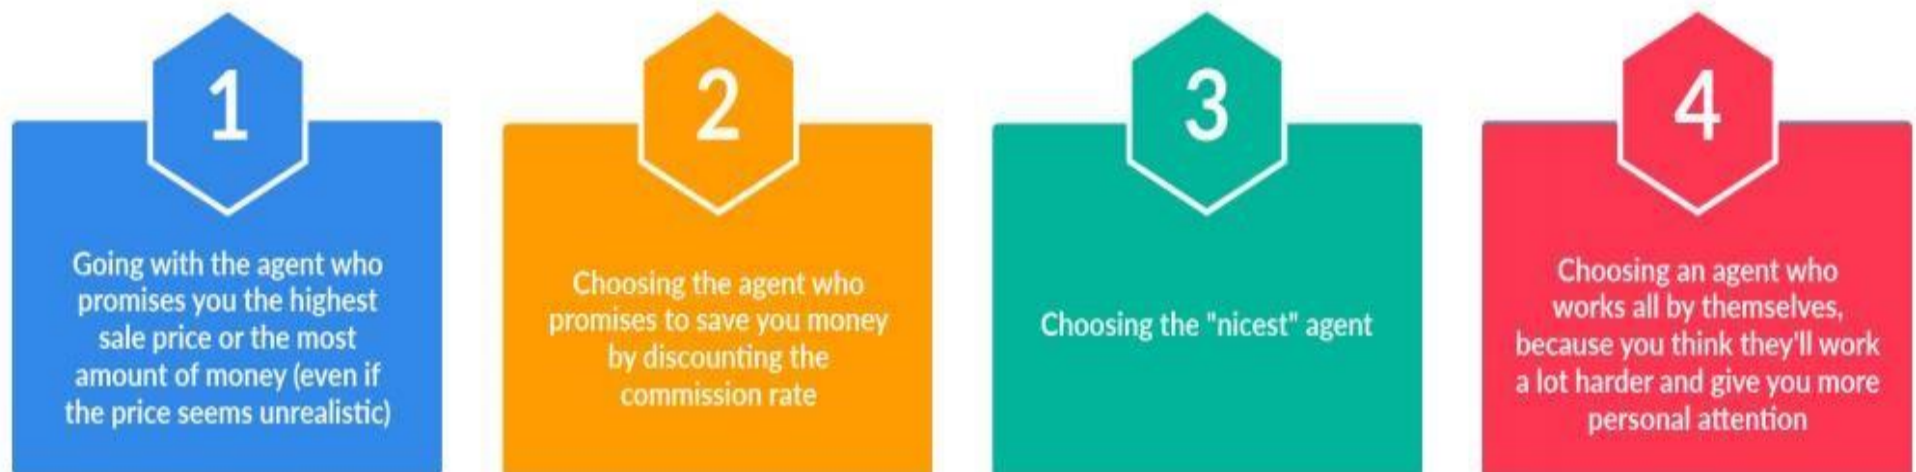 1
Going with the agent who
promises you the highest
sale price or the most
amount of money (even if
the price seems unrealistic)
2
Choosing the agent who
promises to save you money
by discounting the
commission rate
3
Choosing the "nicest" agent
4
Choosing an agent who
works all by themselves,
because you think they'll work
a lot harder and give you more
personal attention